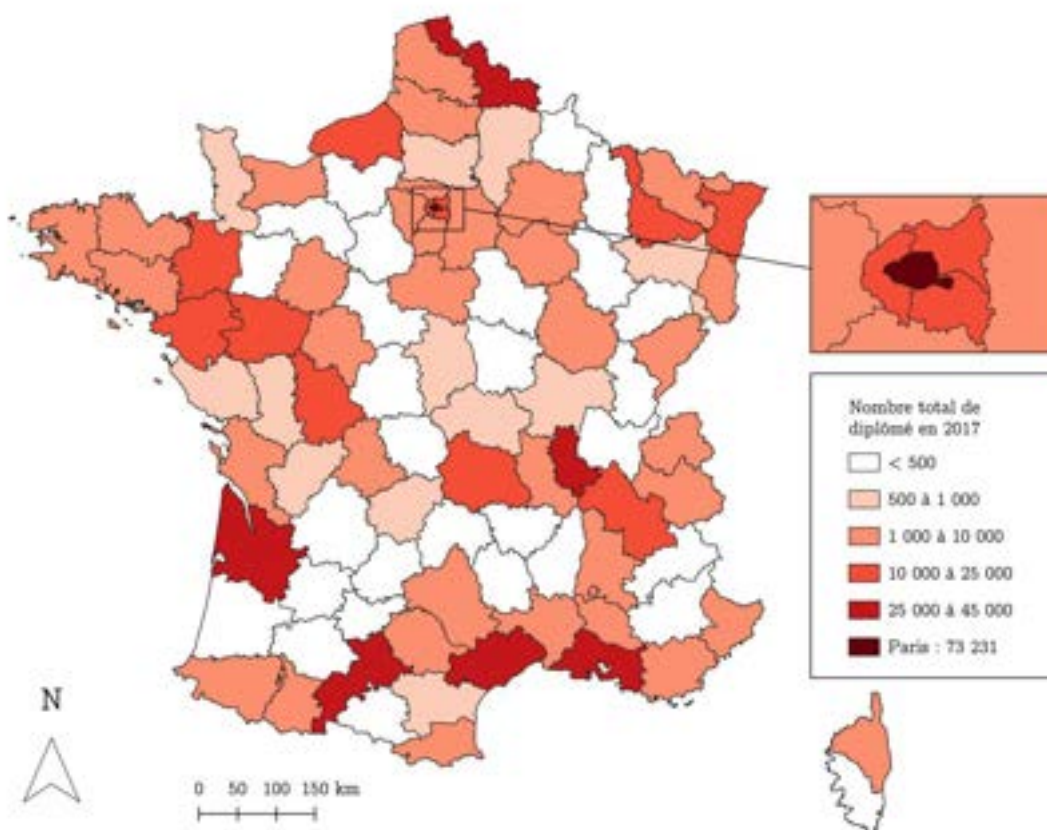 Nombre total de
diplômé en 2017
< 500
500 à 1 000
1 000 à 10 000
10 000 à 25 000
25 000 à 45 000
Paris : 73 231
N
0 50 100 150 km